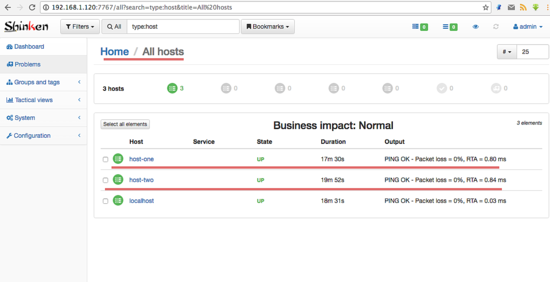 192.168.1.120:7767/all?search=type:host&title=All%20hosts
Shinken
Filters
All
type:host
Bookmarks
8
8
admin
Dashboard
Problems
Groups and tags
Tactical views
System
Configuration
Home / All hosts
#
25
3 hosts
3
0
0
0
0
0
0
Select all elements
Business impact: Normal
3 elements
Host Service State Duration Output
host-one UP 17m 30s PING OK - Packet loss = 0%, RTA = 0.80 ms
host-two UP 19m 52s PING OK - Packet loss = 0%, RTA = 0.84 ms
localhost UP 18m 31s PING OK - Packet loss = 0%, RTA = 0.03 ms